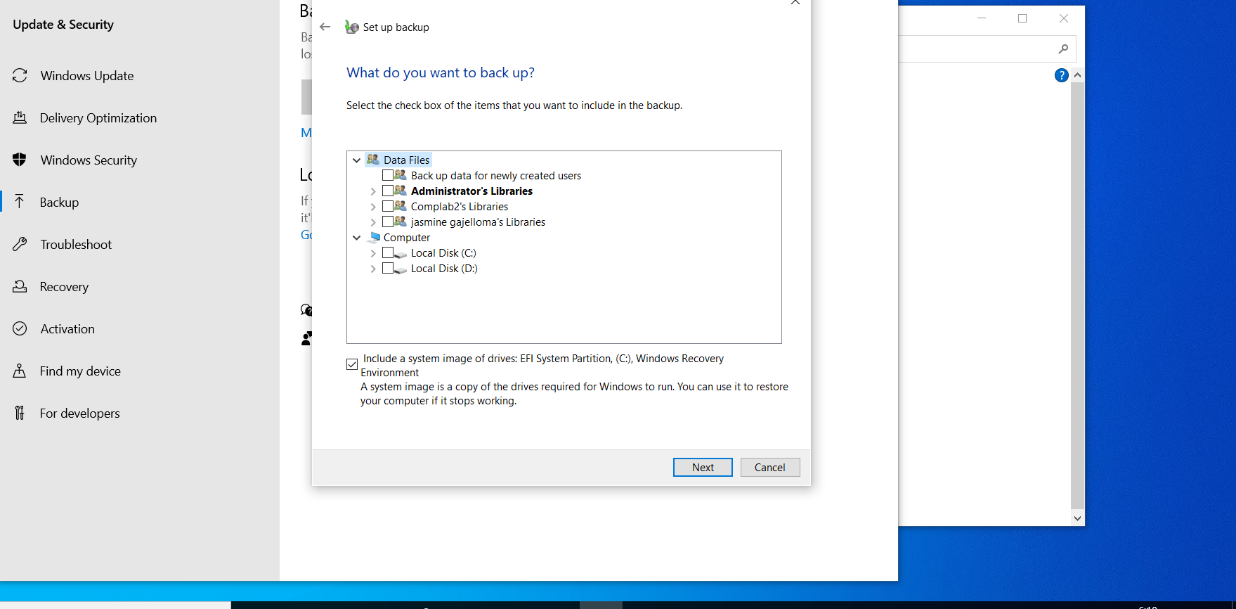 Update & Security
Windows Update
Delivery Optimization
Windows Security
Backup
Troubleshoot
Recovery
Activation
Find my device
For developers
Set up backup
What do you want to back up?
Select the check box of the items that you want to include in the backup.
Data Files
Back up data for newly created users
Administrator's Libraries
Complab2's Libraries
jasmine gajelloma's Libraries
Computer
Local Disk (C:)
Local Disk (D:)
Include a system image of drives: EFI System Partition, (C:), Windows Recovery
Environment
A system image is a copy of the drives required for Windows to run. You can use it to restore
your computer if it stops working.
Next
Cancel